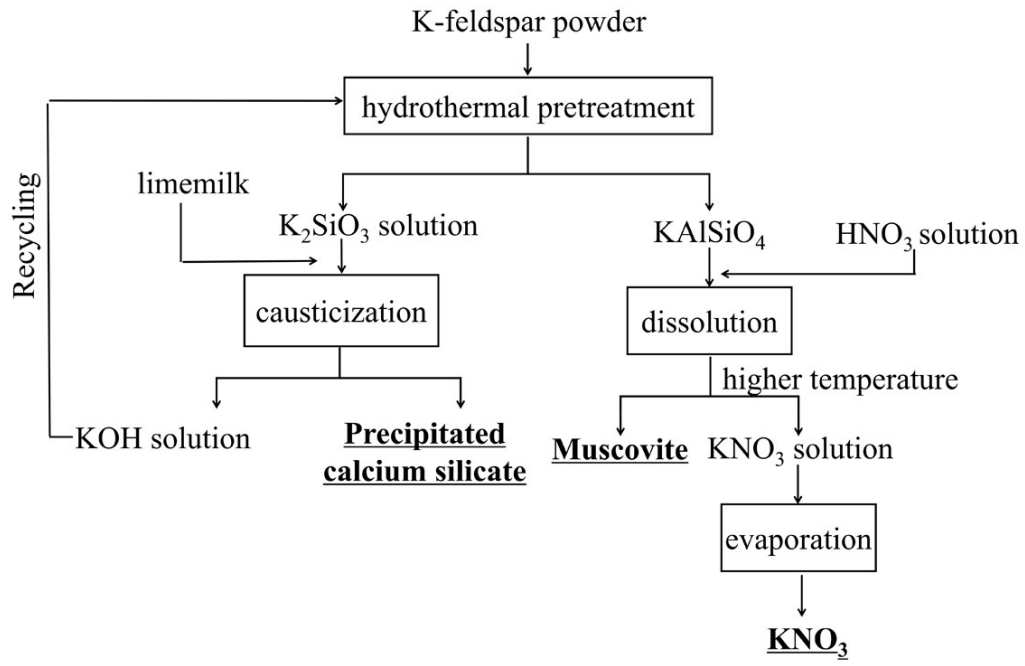 K-feldspar powder
hydrothermal pretreatment
Recycling
limemilk
K₂SiO₃ solution
KAlSiO₄
HNO₃ solution
causticization
dissolution
higher temperature
KOH solution
Precipitated
calcium silicate
Muscovite
KNO₃ solution
evaporation
KNO₃